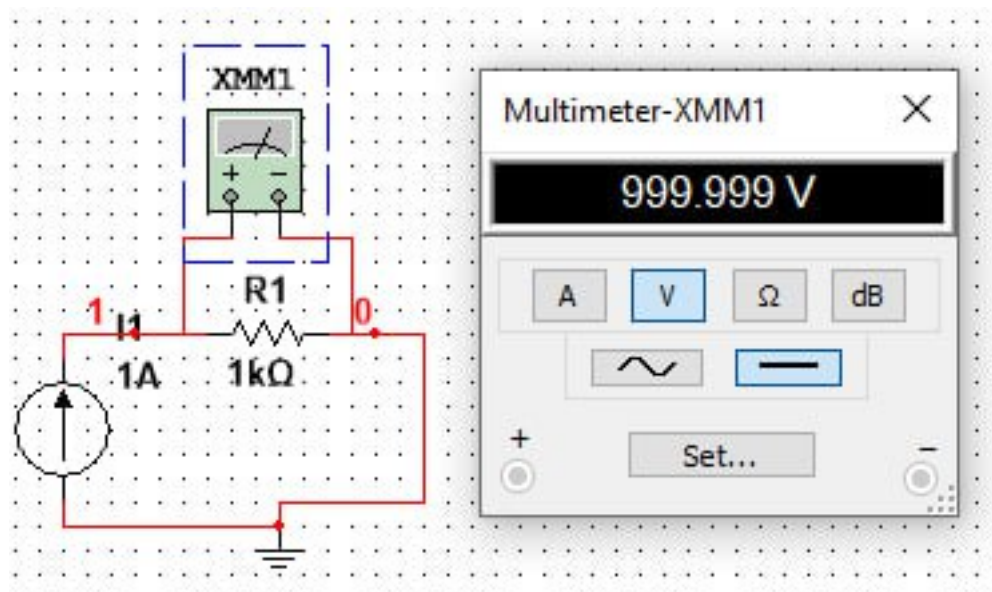 XMM1
+ -
R1
1 I1 0
1A 1kΩ
Multimeter-XMM1
999.999 V
A V Ω dB
+ Set... -